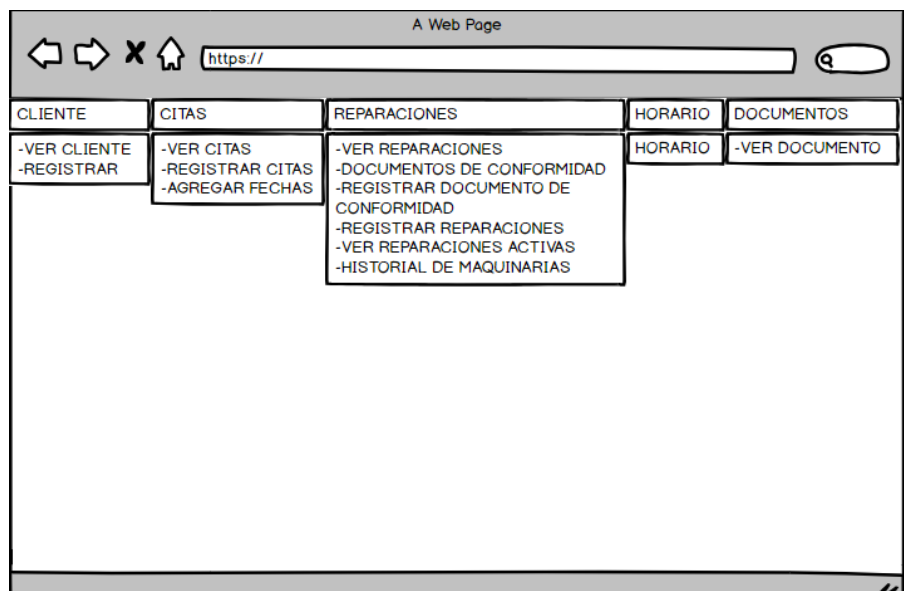 A Web Page
https://
CLIENTE
CITAS
REPARACIONES
HORARIO
DOCUMENTOS
-VER CLIENTE
-REGISTRAR
-VER CITAS
-REGISTRAR CITAS
-AGREGAR FECHAS
-VER REPARACIONES
-DOCUMENTOS DE CONFORMIDAD
-REGISTRAR DOCUMENTO DE
CONFORMIDAD
-REGISTRAR REPARACIONES
-VER REPARACIONES ACTIVAS
-HISTORIAL DE MAQUINARIAS
HORARIO
-VER DOCUMENTO